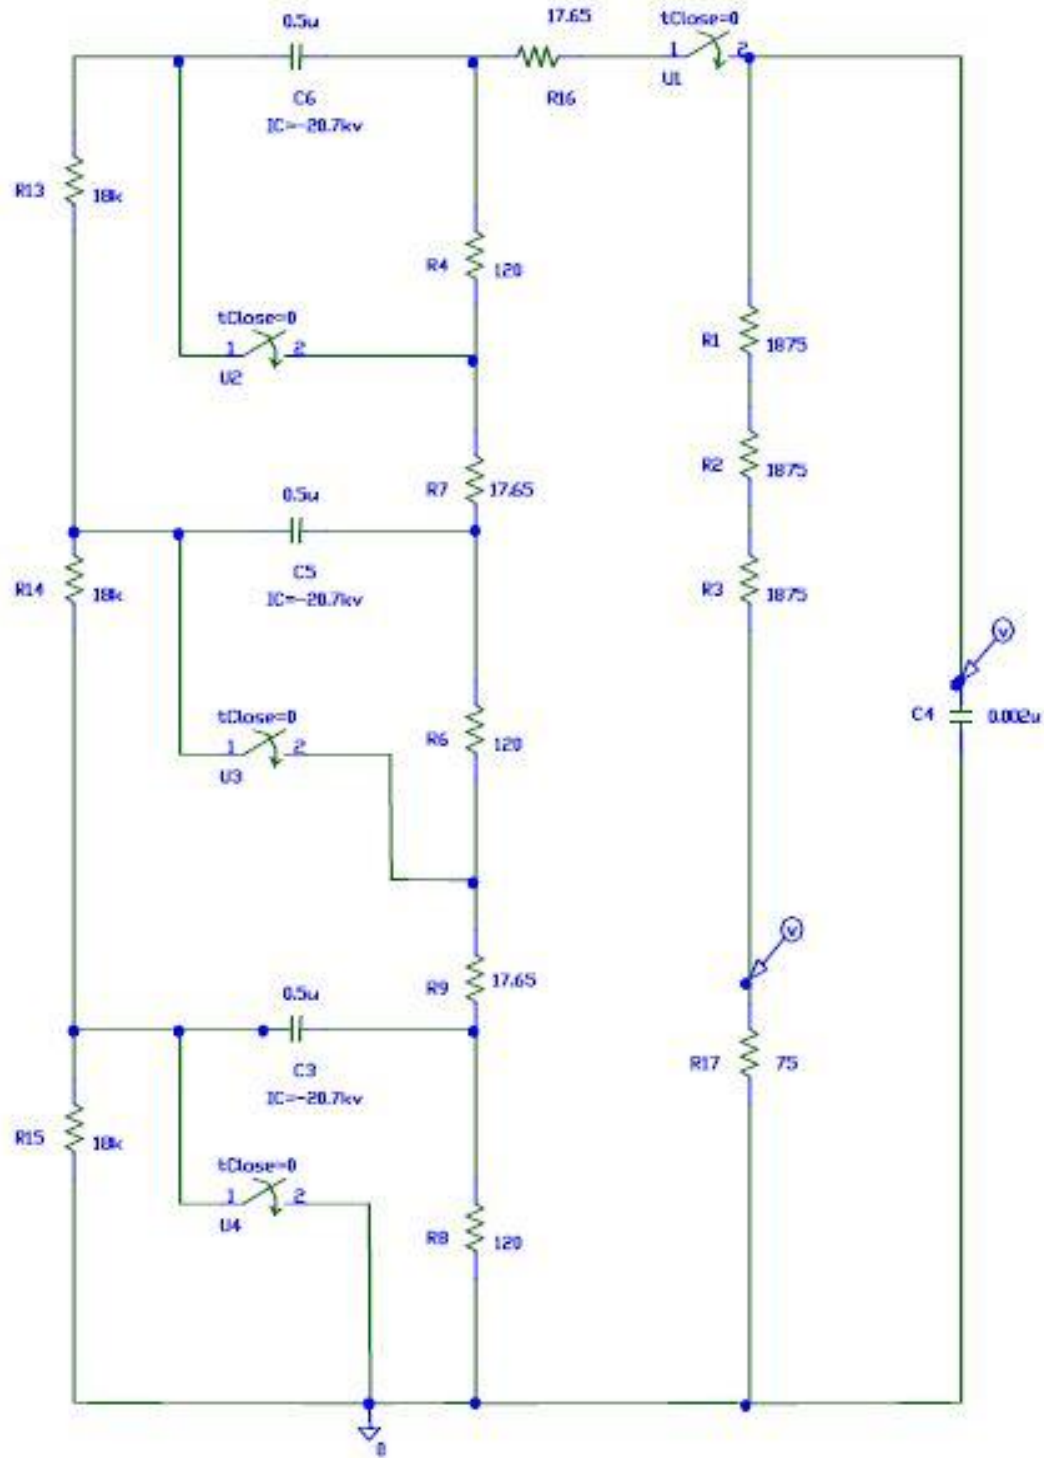 0.5u
C6
IC=-20.7kv
17.65
R16
tClose=0
1 2
U1
R13
18k
R4
120
tClose=0
1 2
U2
R1
1875
R7
17.65
R2
1875
0.5u
C5
IC=-20.7kv
R14
18k
R3
1875
V
C4
0.002u
tClose=0
1 2
U3
R6
120
V
R9
17.65
0.5u
C3
IC=-20.7kv
R17
75
R15
18k
tClose=0
1 2
U4
R8
120
0